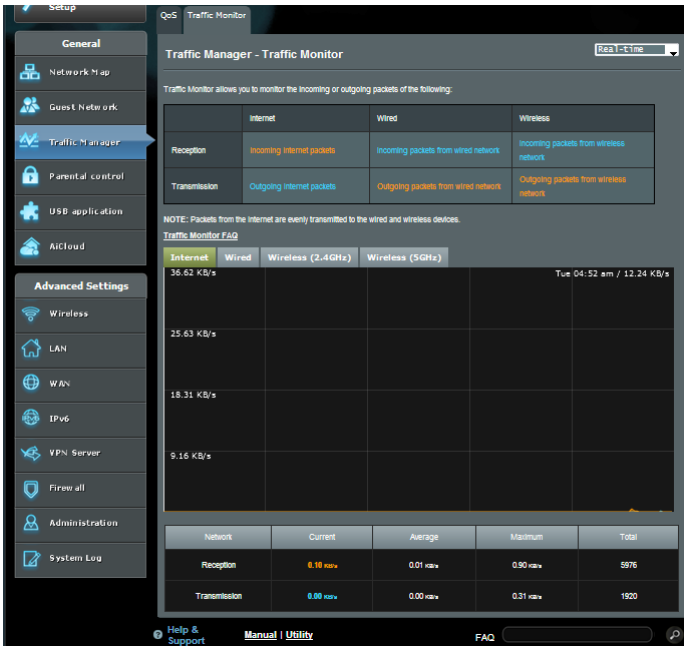 Setup
General
Network Map
Guest Network
Traffic Manager
Parental control
USB application
AiCloud
Advanced Settings
Wireless
LAN
WAN
IPv6
VPN Server
Firewall
Administration
System Log
QoS Traffic Monitor
Traffic Manager - Traffic Monitor
Real-time
Traffic Monitor allows you to monitor the incoming or outgoing packets of the following:
Internet Wired Wireless
Reception Incoming Internet packets Incoming packets from wired network Incoming packets from wireless
network
Transmission Outgoing Internet packets Outgoing packets from wired network Outgoing packets from wireless
network
NOTE: Packets from the Internet are evenly transmitted to the wired and wireless devices.
Traffic Monitor FAQ
Internet Wired Wireless (2.4GHz) Wireless (5GHz)
36.62 KB/s Tue 04:52 am / 12.24 KB/s
25.63 KB/s
18.31 KB/s
9.16 KB/s
Network Current Average Maximum Total
Reception 0.10 KB/s 0.01 KB/s 0.90 KB/s 5976
Transmission 0.00 KB/s 0.00 KB/s 0.31 KB/s 1920
Help &
Support
Manual | Utility
FAQ